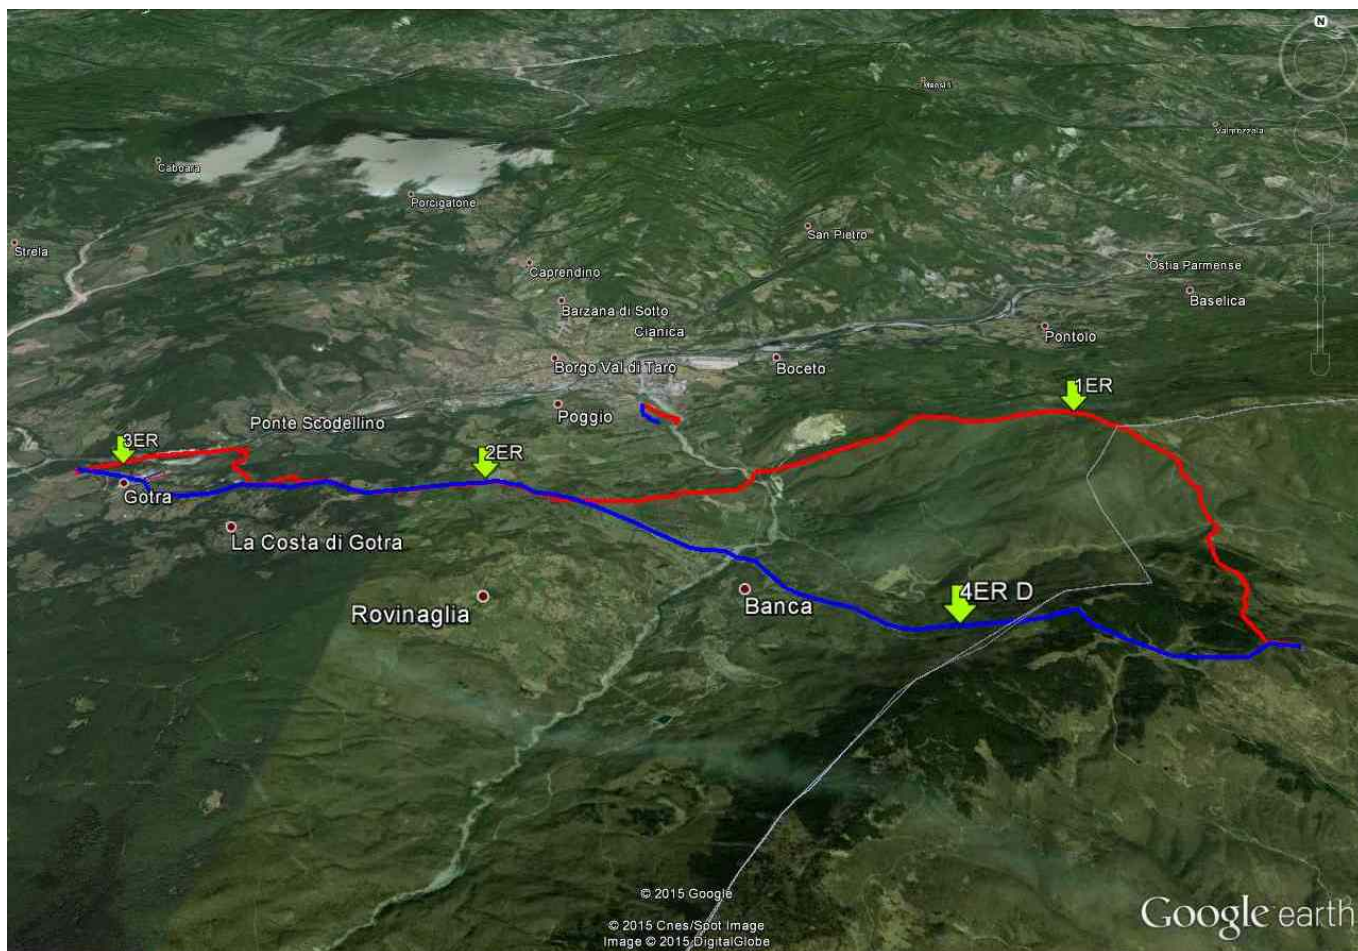 N
Valmozzola
Caboara
Porcigatone
San Pietro
Strela
Ostia Parmense
Caprendino
Baselica
Barzana di Sotto
Cianica
Pontolo
Borgo Val di Taro
Boceto
1ER
Poggio
Ponte Scodellino
3ER
2ER
Gotra
La Costa di Gotra
Rovinaglia
Banca
4ER D
© 2015 Google
© 2015 Cnes/Spot Image
Image © 2015 DigitalGlobe
Google earth